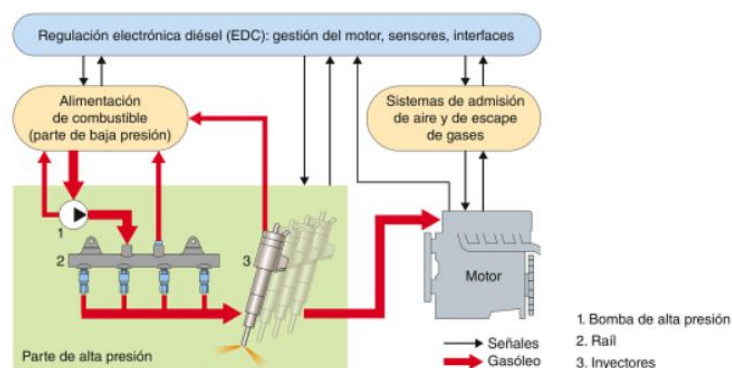 Regulación electrónica diésel (EDC): gestión del motor, sensores, interfaces
Alimentación
de combustible
(parte de baja presión)
Sistemas de admisión
de aire y de escape
de gases
1
2
3
Motor
Parte de alta presión
Señales
Gasóleo
1. Bomba de alta presión
2. Raíl
3. Inyectores